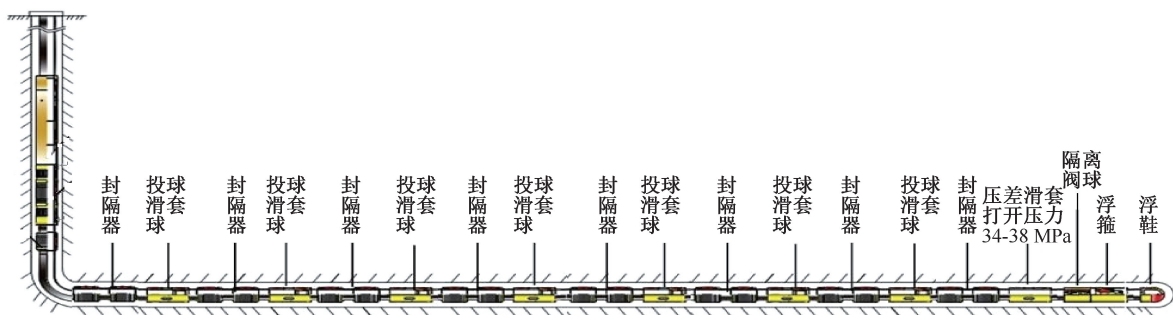 封隔器
投球
滑套
球
封隔器
投球
滑套
球
封隔器
投球
滑套
球
封隔器
投球
滑套
球
封隔器
投球
滑套
球
封隔器
投球
滑套
球
封隔器
投球
滑套
球
封隔器
压差滑套
打开压力
34-38 MPa
隔离
阀球
浮箍
浮鞋